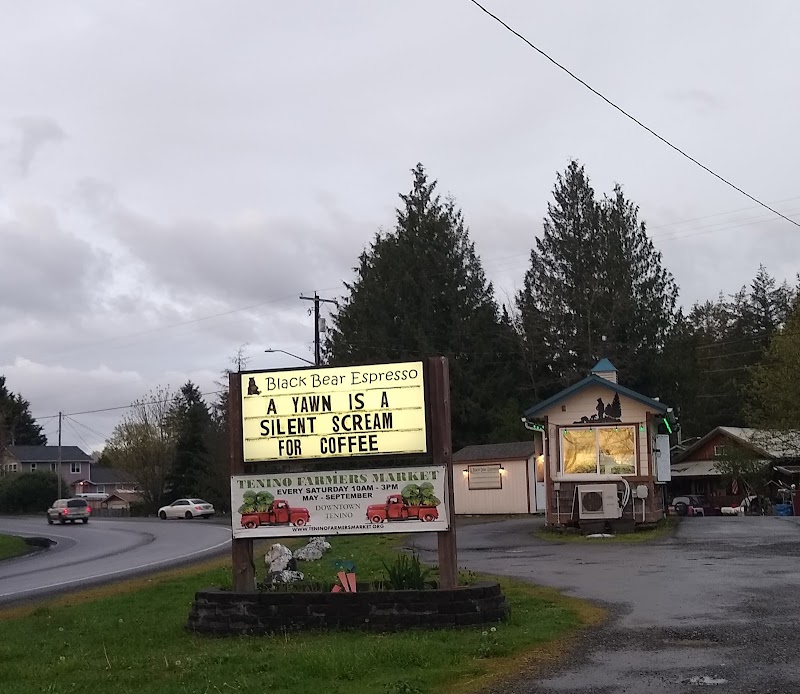 Black Bear Espresso
A YAWN IS A
SILENT SCREAM
FOR COFFEE
TENINO FARMERS MARKET
EVERY SATURDAY 10AM - 3PM
MAY - SEPTEMBER
DOWNTOWN
TENINO
WWW.TENINOFARMERSMARKET.ORG